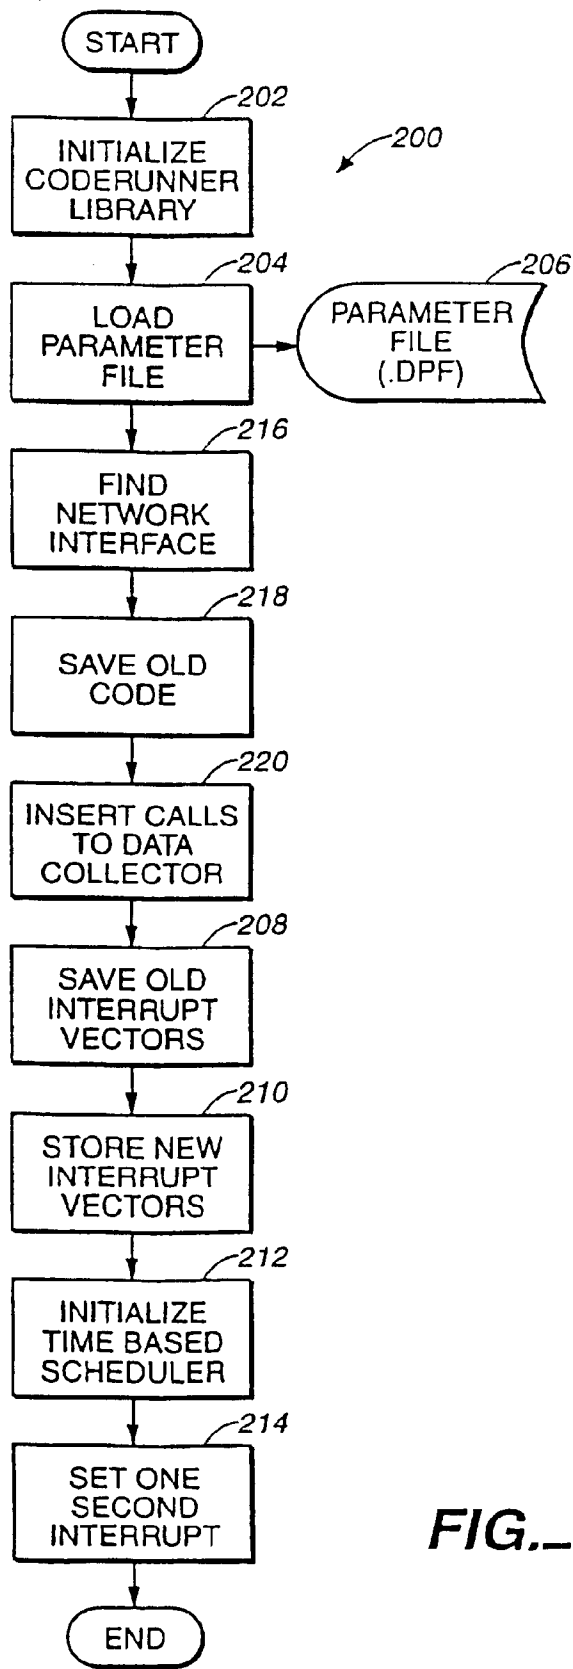 START
202
INITIALIZE
CODERUNNER
LIBRARY
200
204
LOAD
PARAMETER
FILE
206
PARAMETER
FILE
(.DPF)
216
FIND
NETWORK
INTERFACE
218
SAVE OLD
CODE
220
INSERT CALLS
TO DATA
COLLECTOR
208
SAVE OLD
INTERRUPT
VECTORS
210
STORE NEW
INTERRUPT
VECTORS
212
INITIALIZE
TIME BASED
SCHEDULER
214
SET ONE
SECOND
INTERRUPT
FIG._
END